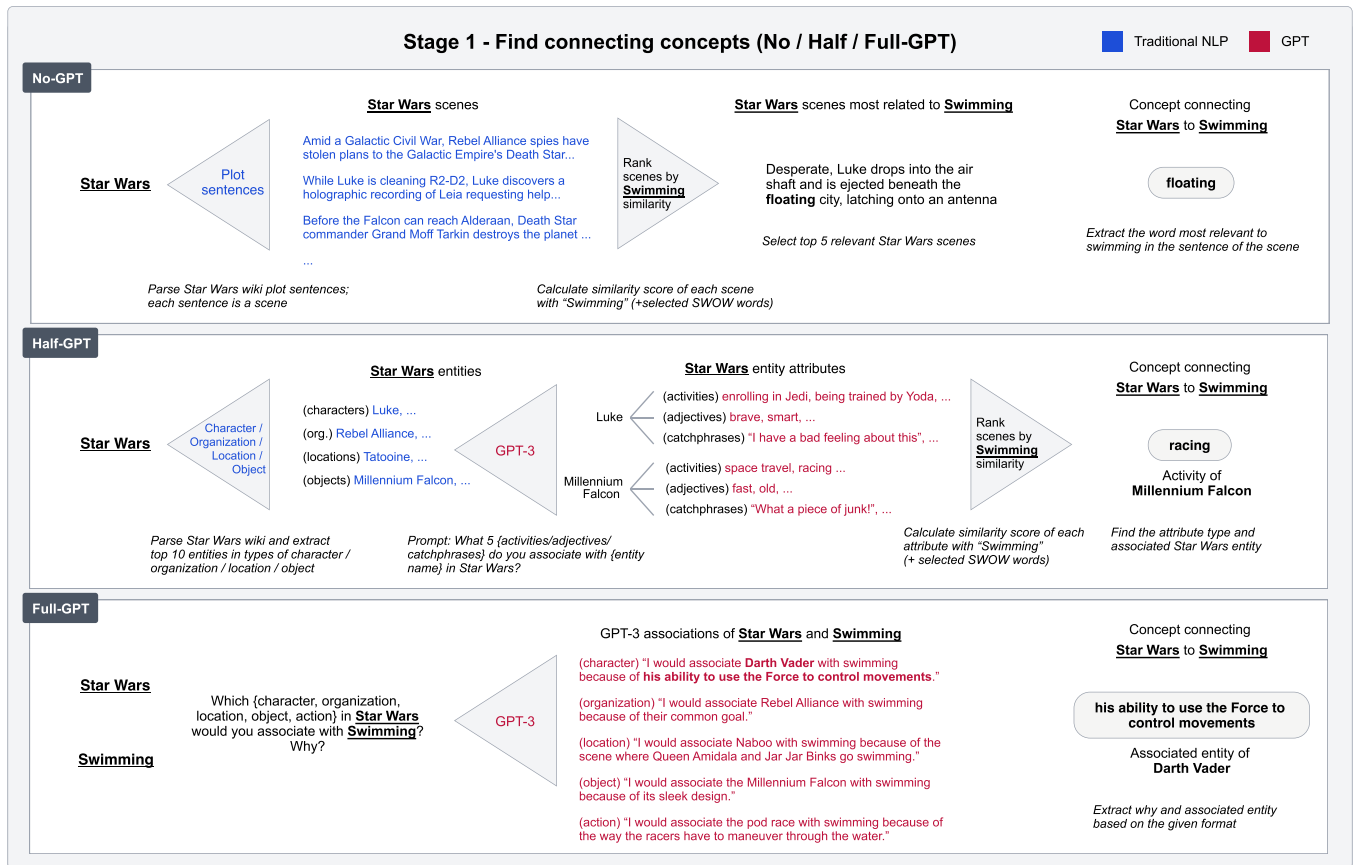 Stage 1 - Find connecting concepts (No / Half / Full-GPT)
Traditional NLP
GPT
No-GPT
Star Wars
Plot
sentences
Star Wars scenes
Amid a Galactic Civil War, Rebel Alliance spies have
stolen plans to the Galactic Empire's Death Star...
While Luke is cleaning R2-D2, Luke discovers a
holographic recording of Leia requesting help...
Before the Falcon can reach Alderaan, Death Star
commander Grand Moff Tarkin destroys the planet ...
...
Parse Star Wars wiki plot sentences;
each sentence is a scene
Rank
scenes by
Swimming
similarity
Calculate similarity score of each scene
with “Swimming” (+selected SWOW words)
Star Wars scenes most related to Swimming
Desperate, Luke drops into the air
shaft and is ejected beneath the
floating city, latching onto an antenna
Select top 5 relevant Star Wars scenes
Concept connecting
Star Wars to Swimming
floating
Extract the word most relevant to
swimming in the sentence of the scene
Half-GPT
Star Wars
Character /
Organization /
Location /
Object
Parse Star Wars wiki and extract
top 10 entities in types of character /
organization / location / object
Star Wars entities
(characters) Luke, ...
(org.) Rebel Alliance, ...
(locations) Tatooine, ...
(objects) Millennium Falcon, ...
GPT-3
Prompt: What 5 {activities/adjectives/
catchphrases} do you associate with {entity
name} in Star Wars?
Star Wars entity attributes
Luke
(activities) enrolling in Jedi, being trained by Yoda, ...
(adjectives) brave, smart, ...
(catchphrases) “I have a bad feeling about this”, ...
Millennium
Falcon
(activities) space travel, racing ...
(adjectives) fast, old, ...
(catchphrases) “What a piece of junk!”, ...
Rank
scenes by
Swimming
similarity
Calculate similarity score of each
attribute with “Swimming”
(+ selected SWOW words)
Concept connecting
Star Wars to Swimming
racing
Activity of
Millennium Falcon
Find the attribute type and
associated Star Wars entity
Full-GPT
Star Wars
Swimming
Which {character, organization,
location, object, action} in Star Wars
would you associate with Swimming?
Why?
GPT-3
GPT-3 associations of Star Wars and Swimming
(character) “I would associate Darth Vader with swimming
because of his ability to use the Force to control movements.”
(organization) “I would associate Rebel Alliance with swimming
because of their common goal.”
(location) “I would associate Naboo with swimming because of the
scene where Queen Amidala and Jar Jar Binks go swimming.”
(object) “I would associate the Millennium Falcon with swimming
because of its sleek design.”
(action) “I would associate the pod race with swimming because of
the way the racers have to maneuver through the water.”
Concept connecting
Star Wars to Swimming
his ability to use the Force to
control movements
Associated entity of
Darth Vader
Extract why and associated entity
based on the given format